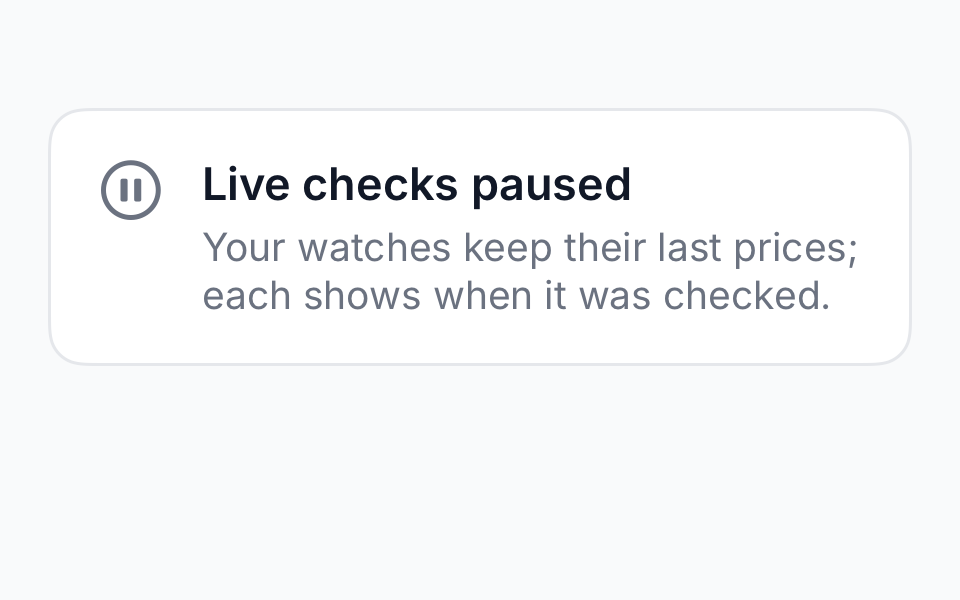 Live checks paused
Your watches keep their last prices;
each shows when it was checked.